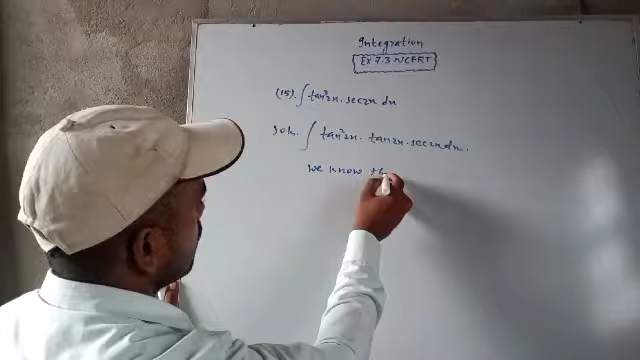 Integration
Ex 7.3 NCERT
(15). ∫ tan³2x. sec2x dx
Soln. ∫ tan²2x. tan2x. sec2x dx.
We know th